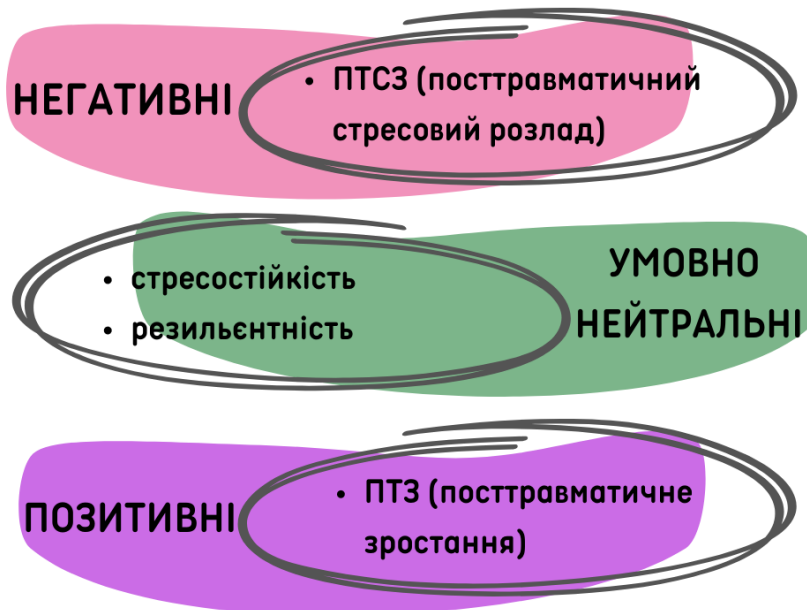 НЕГАТИВНІ
• ПТСЗ (посттравматичний
стресовий розлад)
• стресостійкість
• резильєнтність
УМОВНО
НЕЙТРАЛЬНІ
ПОЗИТИВНІ
• ПТЗ (посттравматичне
зростання)